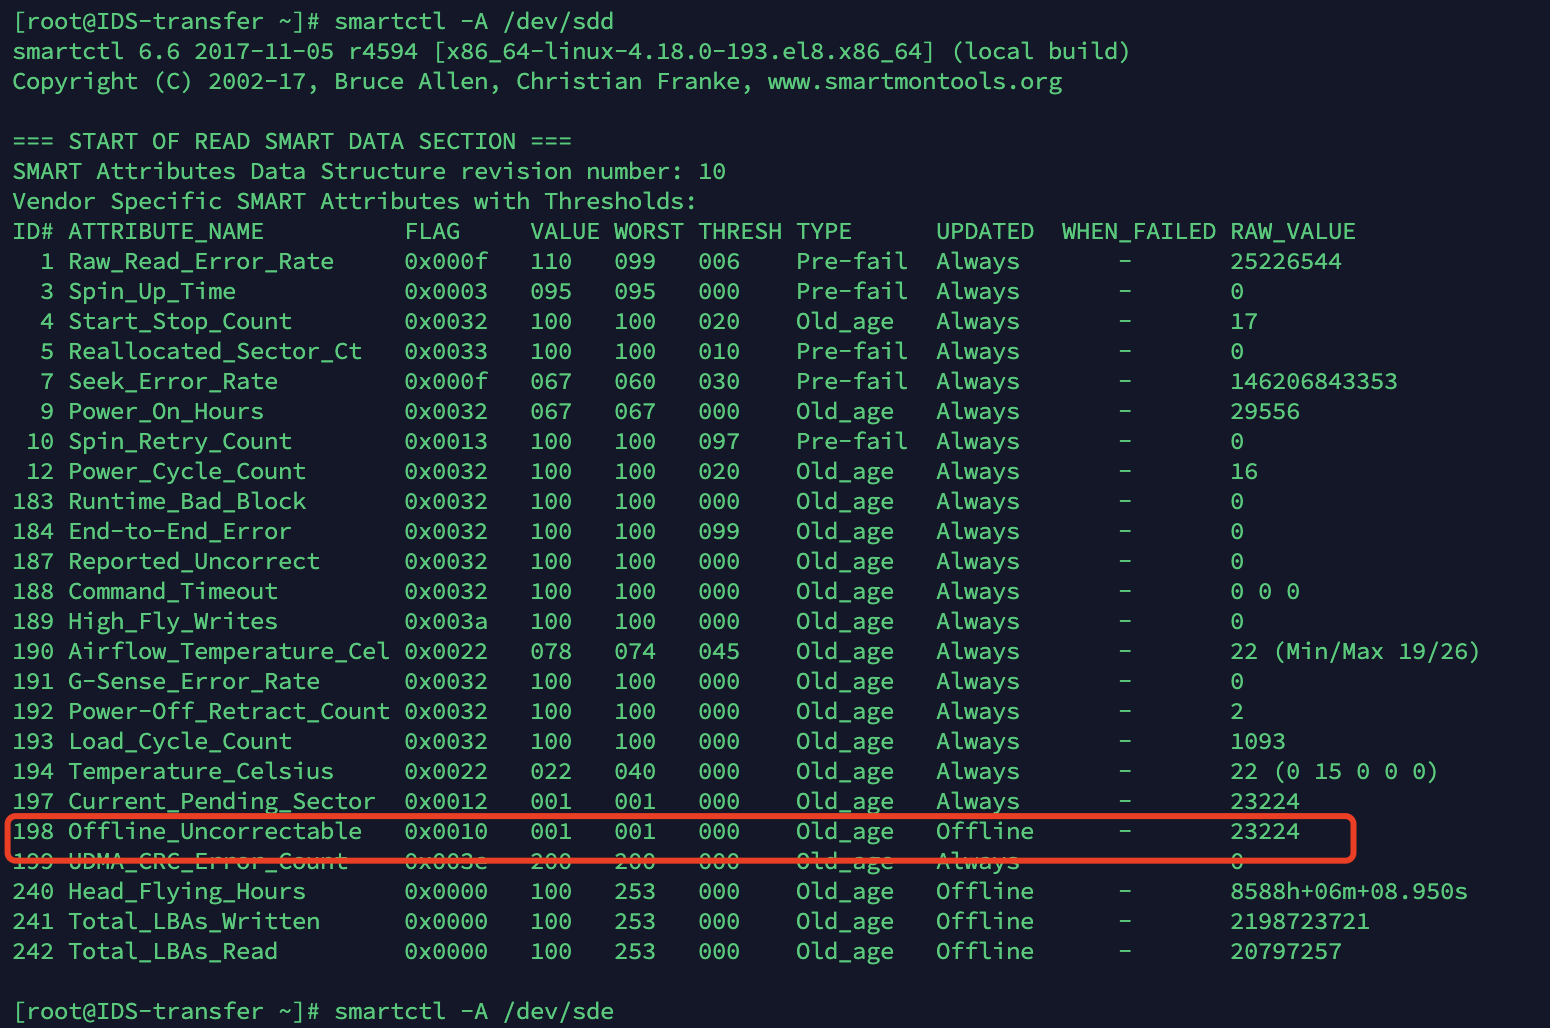 [root@IDS-transfer ~]# smartctl -A /dev/sdd
smartctl 6.6 2017-11-05 r4594 [x86_64-linux-4.18.0-193.el8.x86_64] (local build)
Copyright (C) 2002-17, Bruce Allen, Christian Franke, www.smartmontools.org

=== START OF READ SMART DATA SECTION ===
SMART Attributes Data Structure revision number: 10
Vendor Specific SMART Attributes with Thresholds:
ID# ATTRIBUTE_NAME          FLAG     VALUE WORST THRESH TYPE      UPDATED  WHEN_FAILED RAW_VALUE
  1 Raw_Read_Error_Rate     0x000f   110   099   006    Pre-fail  Always       -       25226544
  3 Spin_Up_Time            0x0003   095   095   000    Pre-fail  Always       -       0
  4 Start_Stop_Count        0x0032   100   100   020    Old_age   Always       -       17
  5 Reallocated_Sector_Ct   0x0033   100   100   010    Pre-fail  Always       -       0
  7 Seek_Error_Rate         0x000f   067   060   030    Pre-fail  Always       -       146206843353
  9 Power_On_Hours          0x0032   067   067   000    Old_age   Always       -       29556
 10 Spin_Retry_Count        0x0013   100   100   097    Pre-fail  Always       -       0
 12 Power_Cycle_Count       0x0032   100   100   020    Old_age   Always       -       16
183 Runtime_Bad_Block       0x0032   100   100   000    Old_age   Always       -       0
184 End-to-End_Error        0x0032   100   100   099    Old_age   Always       -       0
187 Reported_Uncorrect      0x0032   100   100   000    Old_age   Always       -       0
188 Command_Timeout         0x0032   100   100   000    Old_age   Always       -       0 0 0
189 High_Fly_Writes         0x003a   100   100   000    Old_age   Always       -       0
190 Airflow_Temperature_Cel 0x0022   078   074   045    Old_age   Always       -       22 (Min/Max 19/26)
191 G-Sense_Error_Rate      0x0032   100   100   000    Old_age   Always       -       0
192 Power-Off_Retract_Count 0x0032   100   100   000    Old_age   Always       -       2
193 Load_Cycle_Count        0x0032   100   100   000    Old_age   Always       -       1093
194 Temperature_Celsius     0x0022   022   040   000    Old_age   Always       -       22 (0 15 0 0 0)
197 Current_Pending_Sector  0x0012   001   001   000    Old_age   Always       -       23224
198 Offline_Uncorrectable   0x0010   001   001   000    Old_age   Offline      -       23224
199 UDMA_CRC_Error_Count    0x003e   200   200   000    Old_age   Always       -       0
240 Head_Flying_Hours       0x0000   100   253   000    Old_age   Offline      -       8588h+06m+08.950s
241 Total_LBAs_Written      0x0000   100   253   000    Old_age   Offline      -       2198723721
242 Total_LBAs_Read         0x0000   100   253   000    Old_age   Offline      -       20797257

[root@IDS-transfer ~]# smartctl -A /dev/sde